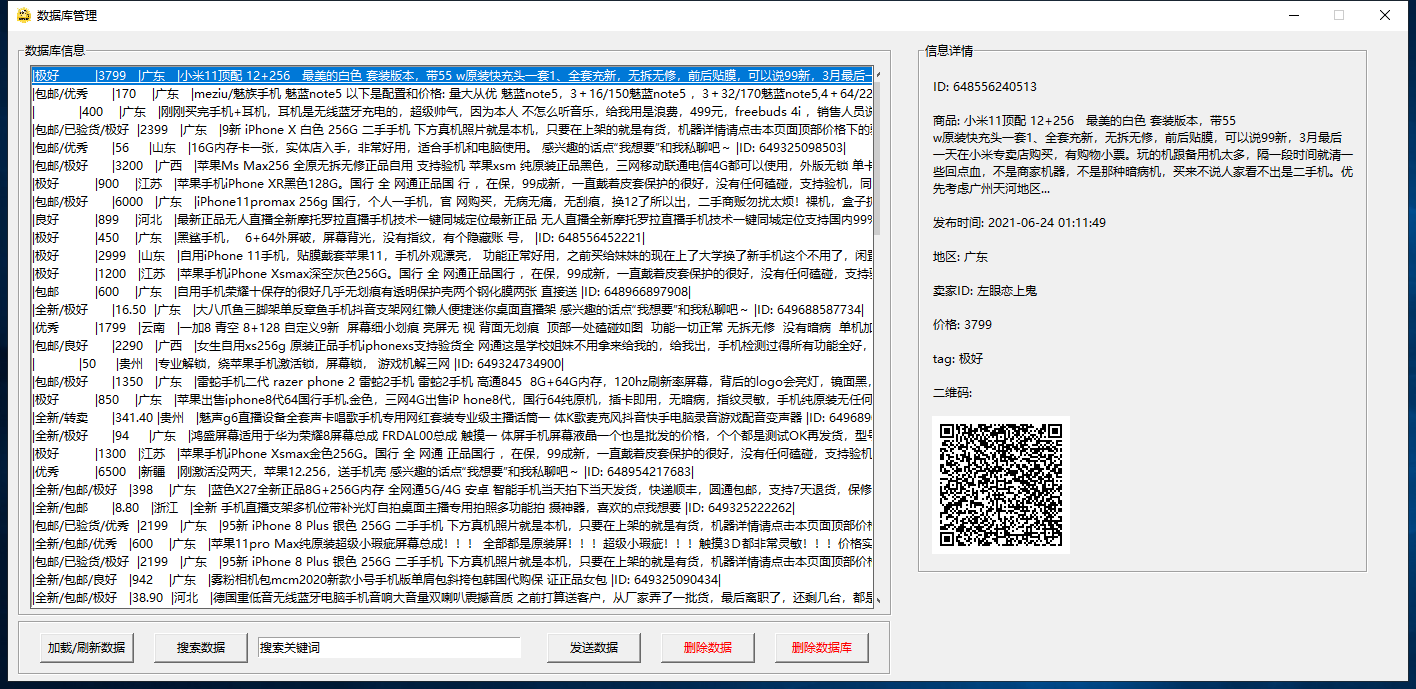 数据库管理
数据库信息
|极好 |3799 |广东 |小米11顶配 12+256 最美的白色 套装版本，带55 w原装快充头一套1、全套充新，无拆无修，前后贴膜，可以说99新，3月最后一
|包邮/优秀 |170 |广东 |meziu/魅族手机 魅蓝note5 以下是配置和价格: 量大从优 魅蓝note5，3＋16/150魅蓝note5 ，3＋32/170魅蓝note5,4＋64/22
| |400 |广东 |刚刚买完手机+耳机，耳机是无线蓝牙充电的，超级帅气，因为本人 不怎么听音乐，给我用是浪费，499元，freebuds 4i ，销售人员说
|包邮/已验货/极好 |2399 |广东 |9新 iPhone X 白色 256G 二手手机 下方真机照片就是本机，只要在上架的就是有货，机器详情请点击本页面顶部价格下的
|包邮/优秀 |56 |山东 |16G内存卡一张，实体店入手，非常好用，适合手机和电脑使用。 感兴趣的话点“我想要”和我私聊吧～ |ID: 649325098503|
|包邮/极好 |3200 |广西 |苹果Ms Max256 全原无拆无修正品自用 支持验机 苹果xsm 纯原装正品黑色，三网移动联通电信4G都可以使用，外版无锁 单卡
|极好 |900 |江苏 |苹果手机iPhone XR黑色128G。国行 全 网通正品国 行 ，在保，99成新，一直戴着皮套保护的很好，没有任何磕碰，支持验机，同
|包邮/极好 |6000 |广东 |iPhone11promax 256g 国行，个人一手机，官 网购买，无病无痛，无刮痕，换12了所以出，二手商贩勿扰太烦！裸机，盒子
|良好 |899 |河北 |最新正品无人直播全新摩托罗拉直播手机技术一键同城定位最新正品 无人直播全新摩托罗拉直播手机技术一键同城定位支持国内99%
|极好 |450 |广东 |黑鲨手机， 6+64外屏破，屏幕背光，没有指纹，有个隐藏账 号， |ID: 648556452221|
|极好 |2999 |山东 |自用iPhone 11手机，贴膜戴套苹果11，手机外观漂亮， 功能正常好用，之前买给妹妹的现在上了大学换了新手机这个不用了，闲置
|极好 |1200 |江苏 |苹果手机iPhone Xsmax深空灰色256G。国行 全 网通正品国行 ，在保，99成新，一直戴着皮套保护的很好，没有任何磕碰，支持
|包邮 |600 |广东 |自用手机荣耀十保存的很好几乎无划痕有透明保护壳两个钢化膜两张 直接送 |ID: 648966897908|
|全新/极好 |16.50 |广东 |大八爪鱼三脚架单反章鱼手机抖音支架网红懒人便捷迷你桌面直播架 感兴趣的话点“我想要”和我私聊吧～ |ID: 649688587734|
|优秀 |1799 |云南 |一加8 青空 8+128 自定义9新 屏幕细小划痕 亮屏无 视 背面无划痕 顶部一处磕碰如图 功能一切正常 无拆无修 没有暗病 单机加
|包邮/良好 |2290 |广西 |女生自用xs256g 原装正品手机iphonexs支持验货全 网通这是学校姐妹不用拿来给我的，给我出，手机检测过得所有功能全好，
| |50 |贵州 |专业解锁，绕苹果手机激活锁，屏幕锁， 游戏机解三网 |ID: 649324734900|
|包邮/极好 |1350 |广东 |雷蛇手机二代 razer phone 2 雷蛇2手机 雷蛇2手机 高通845 8G+64G内存，120hz刷新率屏幕，背后的logo会亮灯，镜面黑，
|极好 |850 |广东 |苹果出售iphone8代64国行手机.金色，三网4G出售iP hone8代，国行64纯原机，插卡即用，无暗病，指纹灵敏，手机纯原装无任何
|全新/转卖 |341.40 |贵州 |魅声g6直播设备全套声卡唱歌手机专用网红套装专业级主播话筒一 体K歌麦克风抖音快手电脑录音游戏配音变声器 |ID: 649689
|全新/极好 |94 |广东 |鸿盛屏幕适用于华为荣耀8屏幕总成 FRDAL00总成 触摸一 体屏手机屏幕液晶一个也是批发的价格，个个都是测试OK再发货，型号
|极好 |1300 |江苏 |苹果手机iPhone Xsmax金色256G。国行 全 网通 正品国行 ，在保，99成新，一直戴着皮套保护的很好，没有任何磕碰，支持验机
|优秀 |6500 |新疆 |刚激活没两天，苹果12.256，送手机壳 感兴趣的话点“我想要”和我私聊吧～ |ID: 648954217683|
|全新/包邮/极好 |398 |广东 |蓝色X27全新正品8G+256G内存 全网通5G/4G 安卓 智能手机当天拍下当天发货，快递顺丰，圆通包邮，支持7天退货，保修
|全新/包邮 |8.80 |浙江 |全新 手机直播支架多机位带补光灯自拍桌面主播专用拍照多功能拍 摄神器，喜欢的点我想要 |ID: 649325222262|
|包邮/已验货/优秀 |2199 |广东 |95新 iPhone 8 Plus 银色 256G 二手手机 下方真机照片就是本机，只要在上架的就是有货，机器详情请点击本页面顶部价格
|全新/包邮/优秀 |600 |广东 |苹果11pro Max纯原装超级小瑕疵屏幕总成！！！ 全部都是原装屏！！！超级小瑕疵！！！触摸3D都非常灵敏！！！价格实
|包邮/已验货/极好 |2199 |广东 |95新 iPhone 8 Plus 银色 256G 二手手机 下方真机照片就是本机，只要在上架的就是有货，机器详情请点击本页面顶部价格
|全新/包邮/良好 |942 |广东 |雾粉相机包mcm2020新款小号手机版单肩包斜挎包韩国代购保 证正品女包 |ID: 649325090434|
|全新/包邮/极好 |38.90 |河北 |德国重低音无线蓝牙电脑手机音响大音量双喇叭震撼音质 之前打算送客户，从厂家弄了一批货，最后离职了，还剩几台，都是
加载/刷新数据
搜索数据
搜索关键词
发送数据
删除数据
删除数据库
信息详情
ID: 648556240513
商品: 小米11顶配 12+256 最美的白色 套装版本，带55
w原装快充头一套1、全套充新，无拆无修，前后贴膜，可以说99新，3月最后
一天在小米专卖店购买，有购物小票。玩的机跟备用机太多，隔一段时间就清一
些回点血，不是商家机器，不是那种暗病机，买来不说人家看不出是二手机。优
先考虑广州天河地区...
发布时间: 2021-06-24 01:11:49
地区: 广东
卖家ID: 左眼恋上鬼
价格: 3799
tag: 极好
二维码: